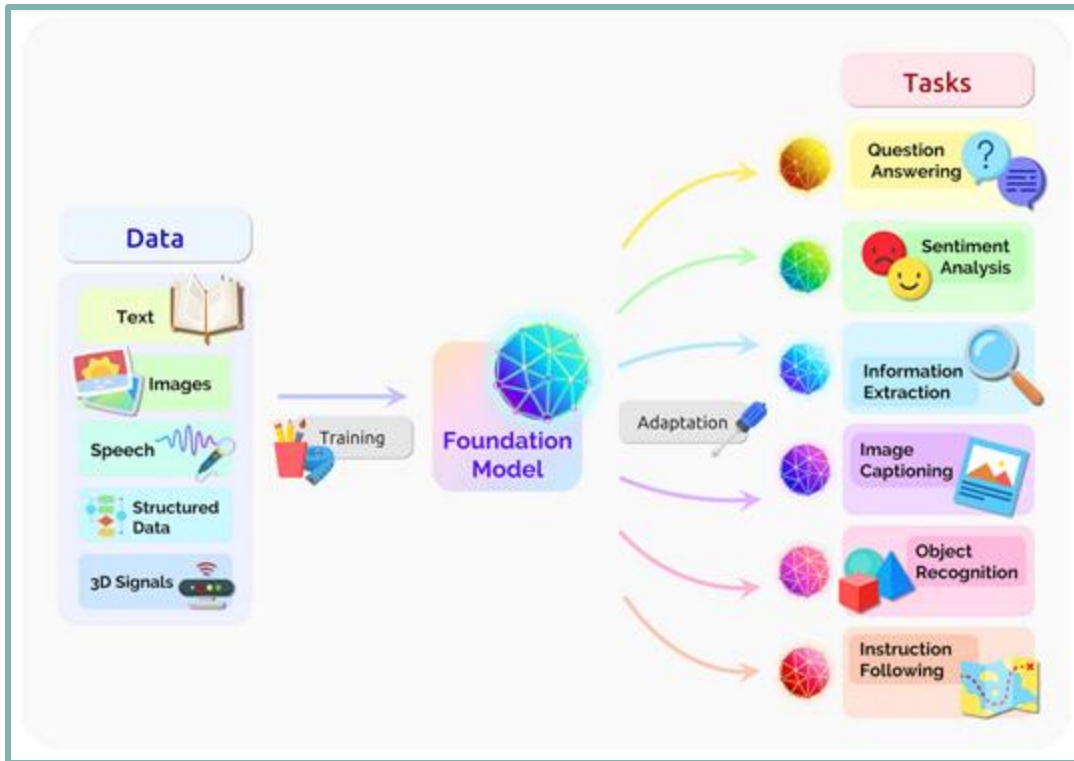 Data
Text
Images
Speech
Structured
Data
3D Signals
Training
Foundation
Model
Adaptation
Tasks
Question
Answering
?
Sentiment
Analysis
Information
Extraction
Image
Captioning
Object
Recognition
Instruction
Following